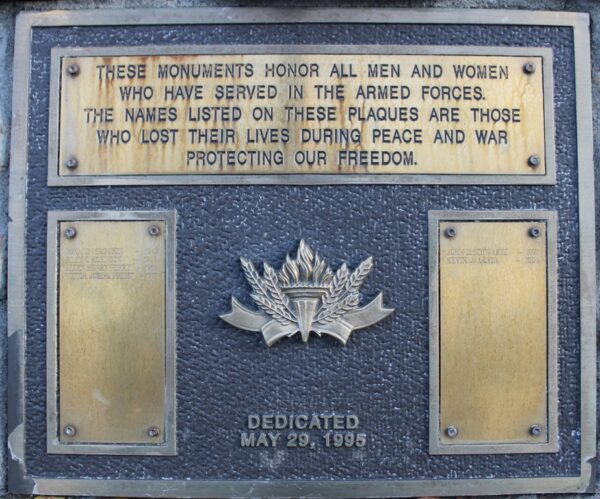 THESE MONUMENTS HONOR ALL MEN AND WOMEN
WHO HAVE SERVED IN THE ARMED FORCES.
THE NAMES LISTED ON THESE PLAQUES ARE THOSE
WHO LOST THEIR LIVES DURING PEACE AND WAR
PROTECTING OUR FREEDOM.
KEVIN
DEDICATED
MAY 29, 1995